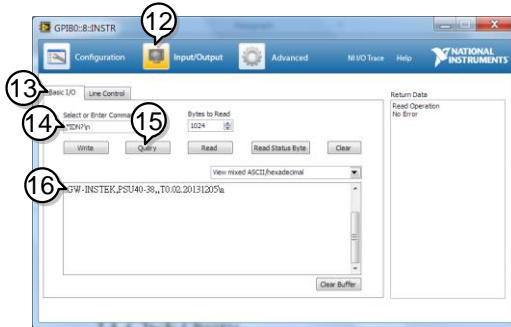 12
GPIB0::8::INSTR
Configuration
Input/Output
Advanced
NI I/O Trace
Help
NATIONAL
INSTRUMENTS
13
Basic I/O
Line Control
Return Data
Read Operation
No Error
Select or Enter Comma
Bytes to Read
14
*IDN?\n
15
1024
Write
Query
Read
Read Status Byte
Clear
View mixed ASCII/hexadecimal
16
GW-INSTEK,PSU40-38,,T0.02.20131205\n
Clear Buffer